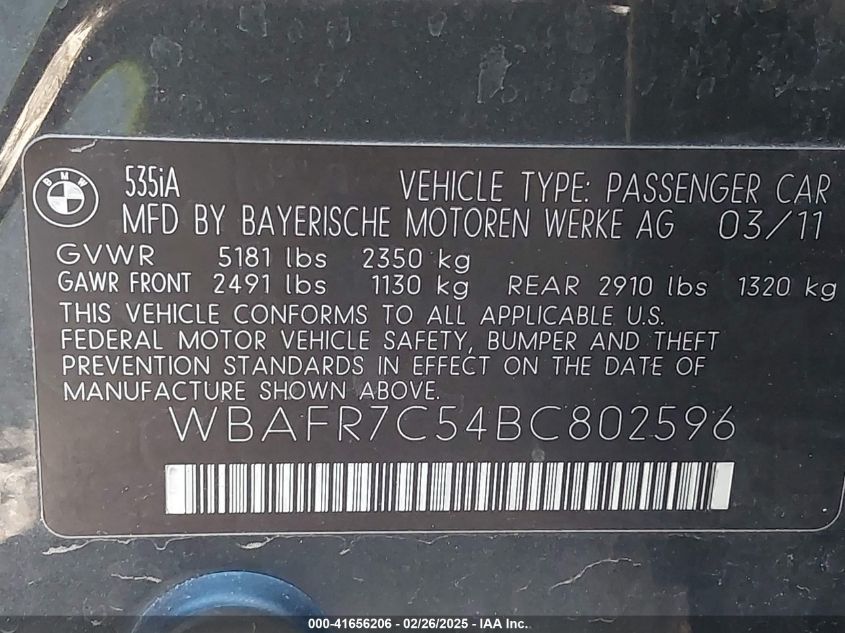 BMW
535iA VEHICLE TYPE: PASSENGER CAR
MFD BY BAYERISCHE MOTOREN WERKE AG 03/11
GVWR 5181 lbs 2350 kg
GAWR FRONT 2491 lbs 1130 kg REAR 2910 lbs 1320 kg
THIS VEHICLE CONFORMS TO ALL APPLICABLE U.S.
FEDERAL MOTOR VEHICLE SAFETY, BUMPER AND THEFT
PREVENTION STANDARDS IN EFFECT ON THE DATE OF
MANUFACTURE SHOWN ABOVE.
WBAFR7C54BC802596
000-41656206 - 02/26/2025 - IAA Inc.